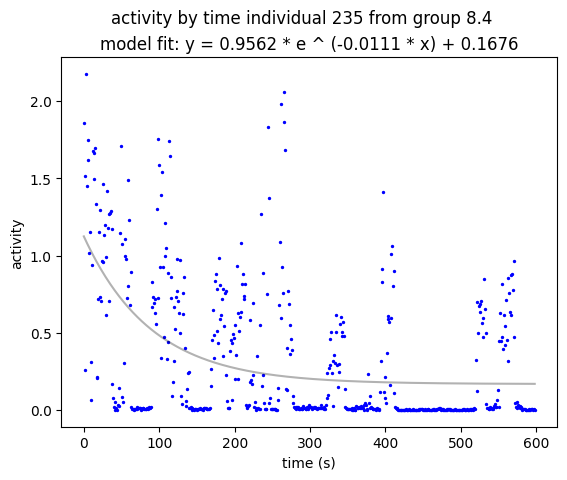 activity by time individual 235 from group 8.4
model fit: y = 0.9562 * e ^ (-0.0111 * x) + 0.1676
2.0
1.5
1.0
0.5
0.0
activity
0 100 200 300 400 500 600
time (s)